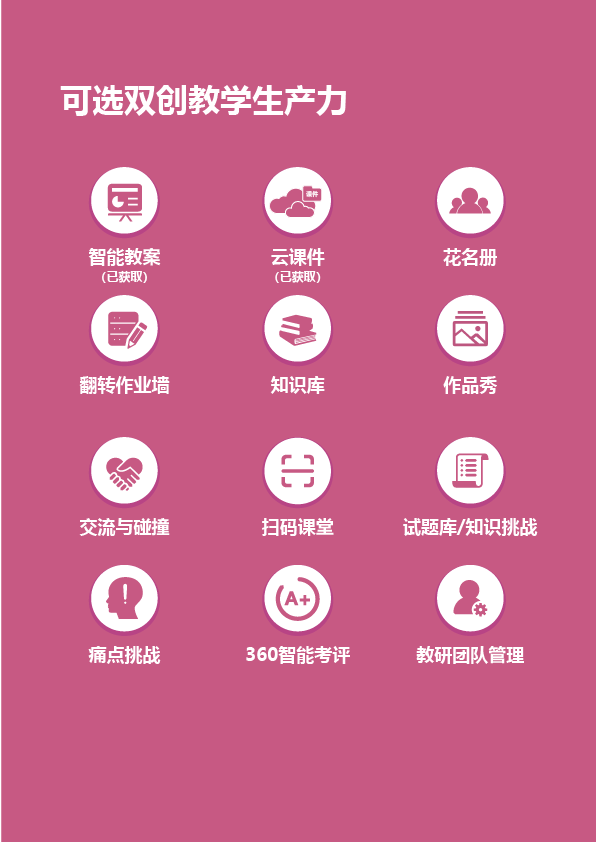 可选双创教学生产力
课件
智能教案
云课件
花名册
(已获取)
(已获取)
翻转作业墙
知识库
作品秀
交流与碰撞
扫码课堂
试题库/知识挑战
A+
痛点挑战
360智能考评
教研团队管理